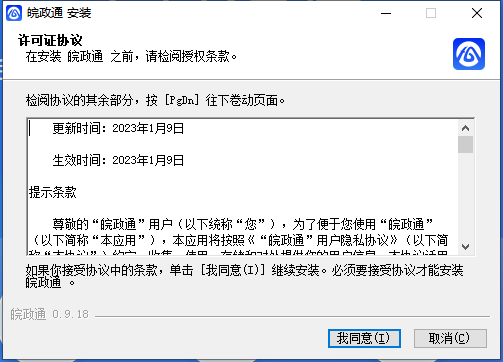 皖政通 安装
许可证协议
在安装 皖政通 之前，请检阅授权条款。
检阅协议的其余部分，按 [PgDn] 往下卷动页面。
更新时间：2023年1月9日
生效时间：2023年1月9日
提示条款
尊敬的“皖政通”用户（以下统称“您”），为了便于您使用“皖政通”
（以下简称“本应用”），本应用将按照《“皖政通”用户隐私协议》（以下简
如果你接受协议中的条款，单击 [我同意(I)] 继续安装。必须要接受协议才能安装
皖政通 。
皖政通 0.9.18
我同意(I)
取消(C)